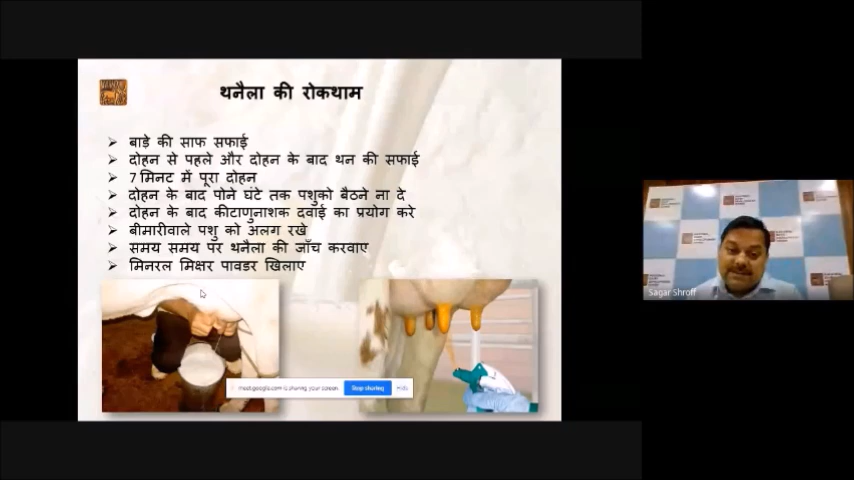 थनैला की रोकथाम
बाड़े की साफ सफाई
दोहन से पहले और दोहन के बाद थन की सफाई
7 मिनट में पूरा दोहन
दोहन के बाद पोने घंटे तक पशुको बैठने ना दे
दोहन के बाद कीटाणुनाशक दवाई का प्रयोग करे
बीमारीवाले पशु को अलग रखे
समय समय पर थनैला की जाँच करवाए
मिनरल मिक्षर पावडर खिलाए
meet.google.com is sharing your screen. Stop sharing Hide
Sagar Shroff